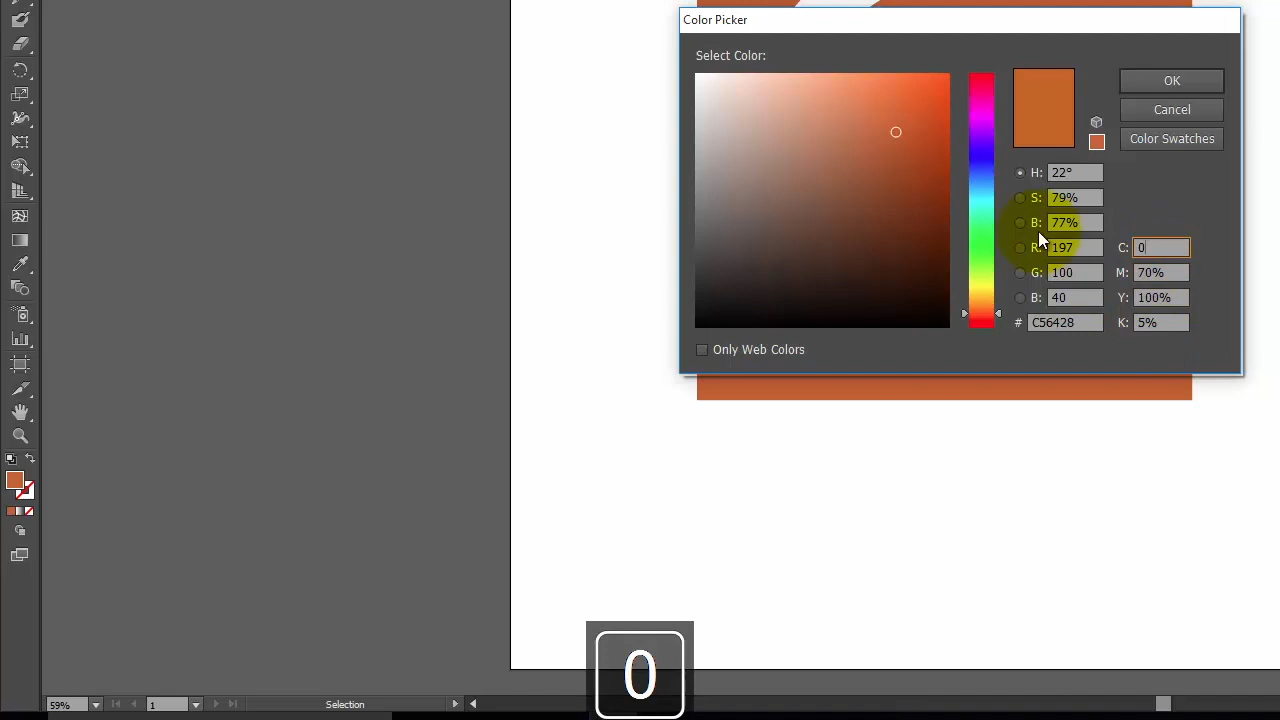 Color Picker
Select Color:
OK
Cancel
Color Swatches
H: 22°
S: 79%
B: 77%
R: 197 C: 0
G: 100 M: 70%
B: 40 Y: 100%
# C56428 K: 5%
Only Web Colors
0
59% 1 Selection